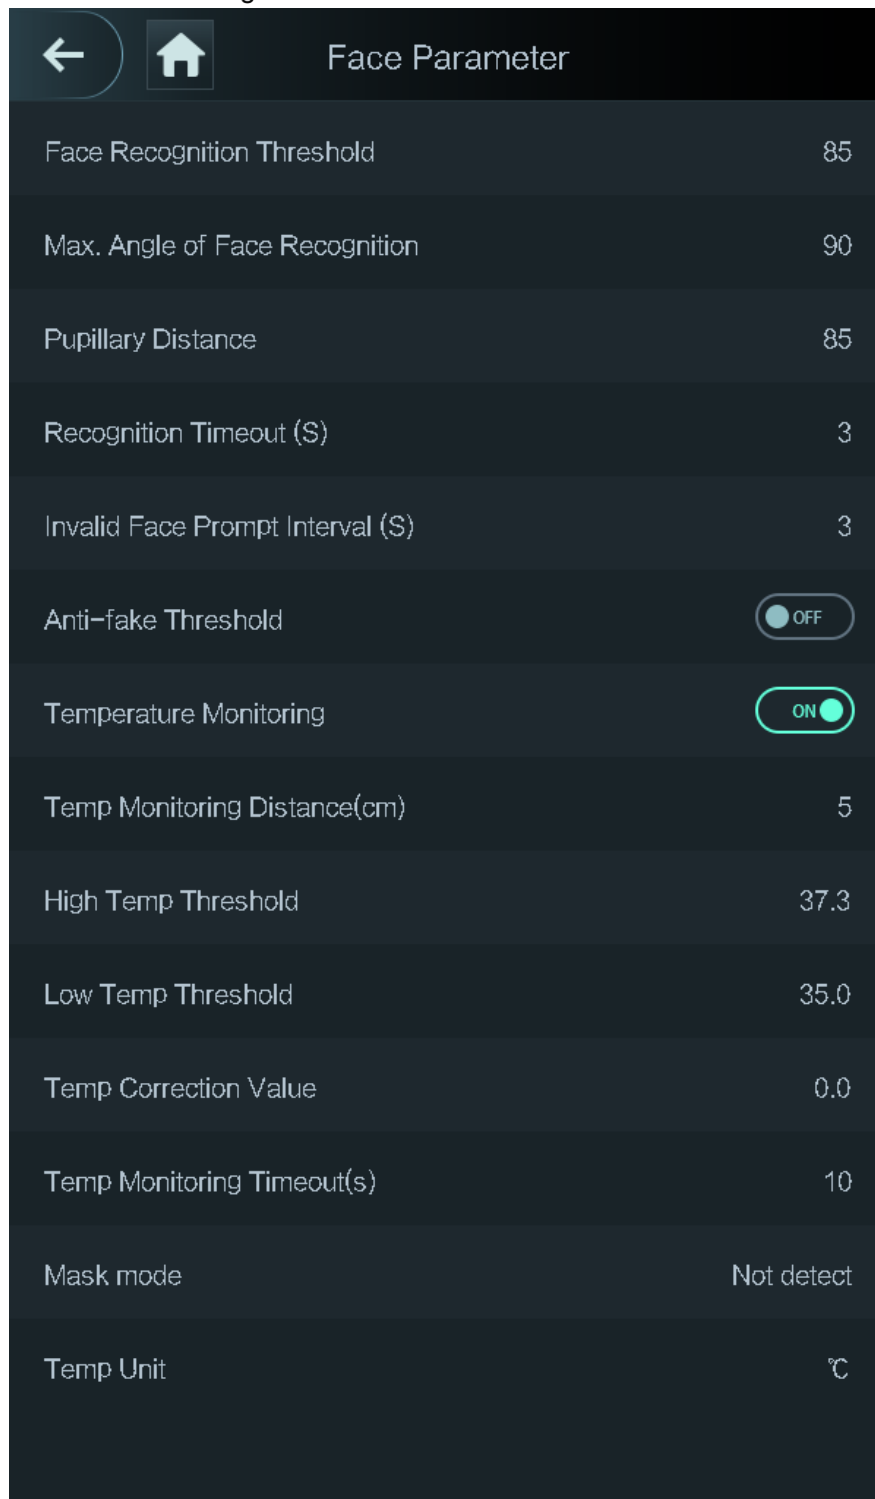 Face Parameter
Face Recognition Threshold 85
Max. Angle of Face Recognition 90
Pupillary Distance 85
Recognition Timeout (S) 3
Invalid Face Prompt Interval (S) 3
Anti-fake Threshold OFF
Temperature Monitoring ON
Temp Monitoring Distance(cm) 5
High Temp Threshold 37.3
Low Temp Threshold 35.0
Temp Correction Value 0.0
Temp Monitoring Timeout(s) 10
Mask mode Not detect
Temp Unit ℃